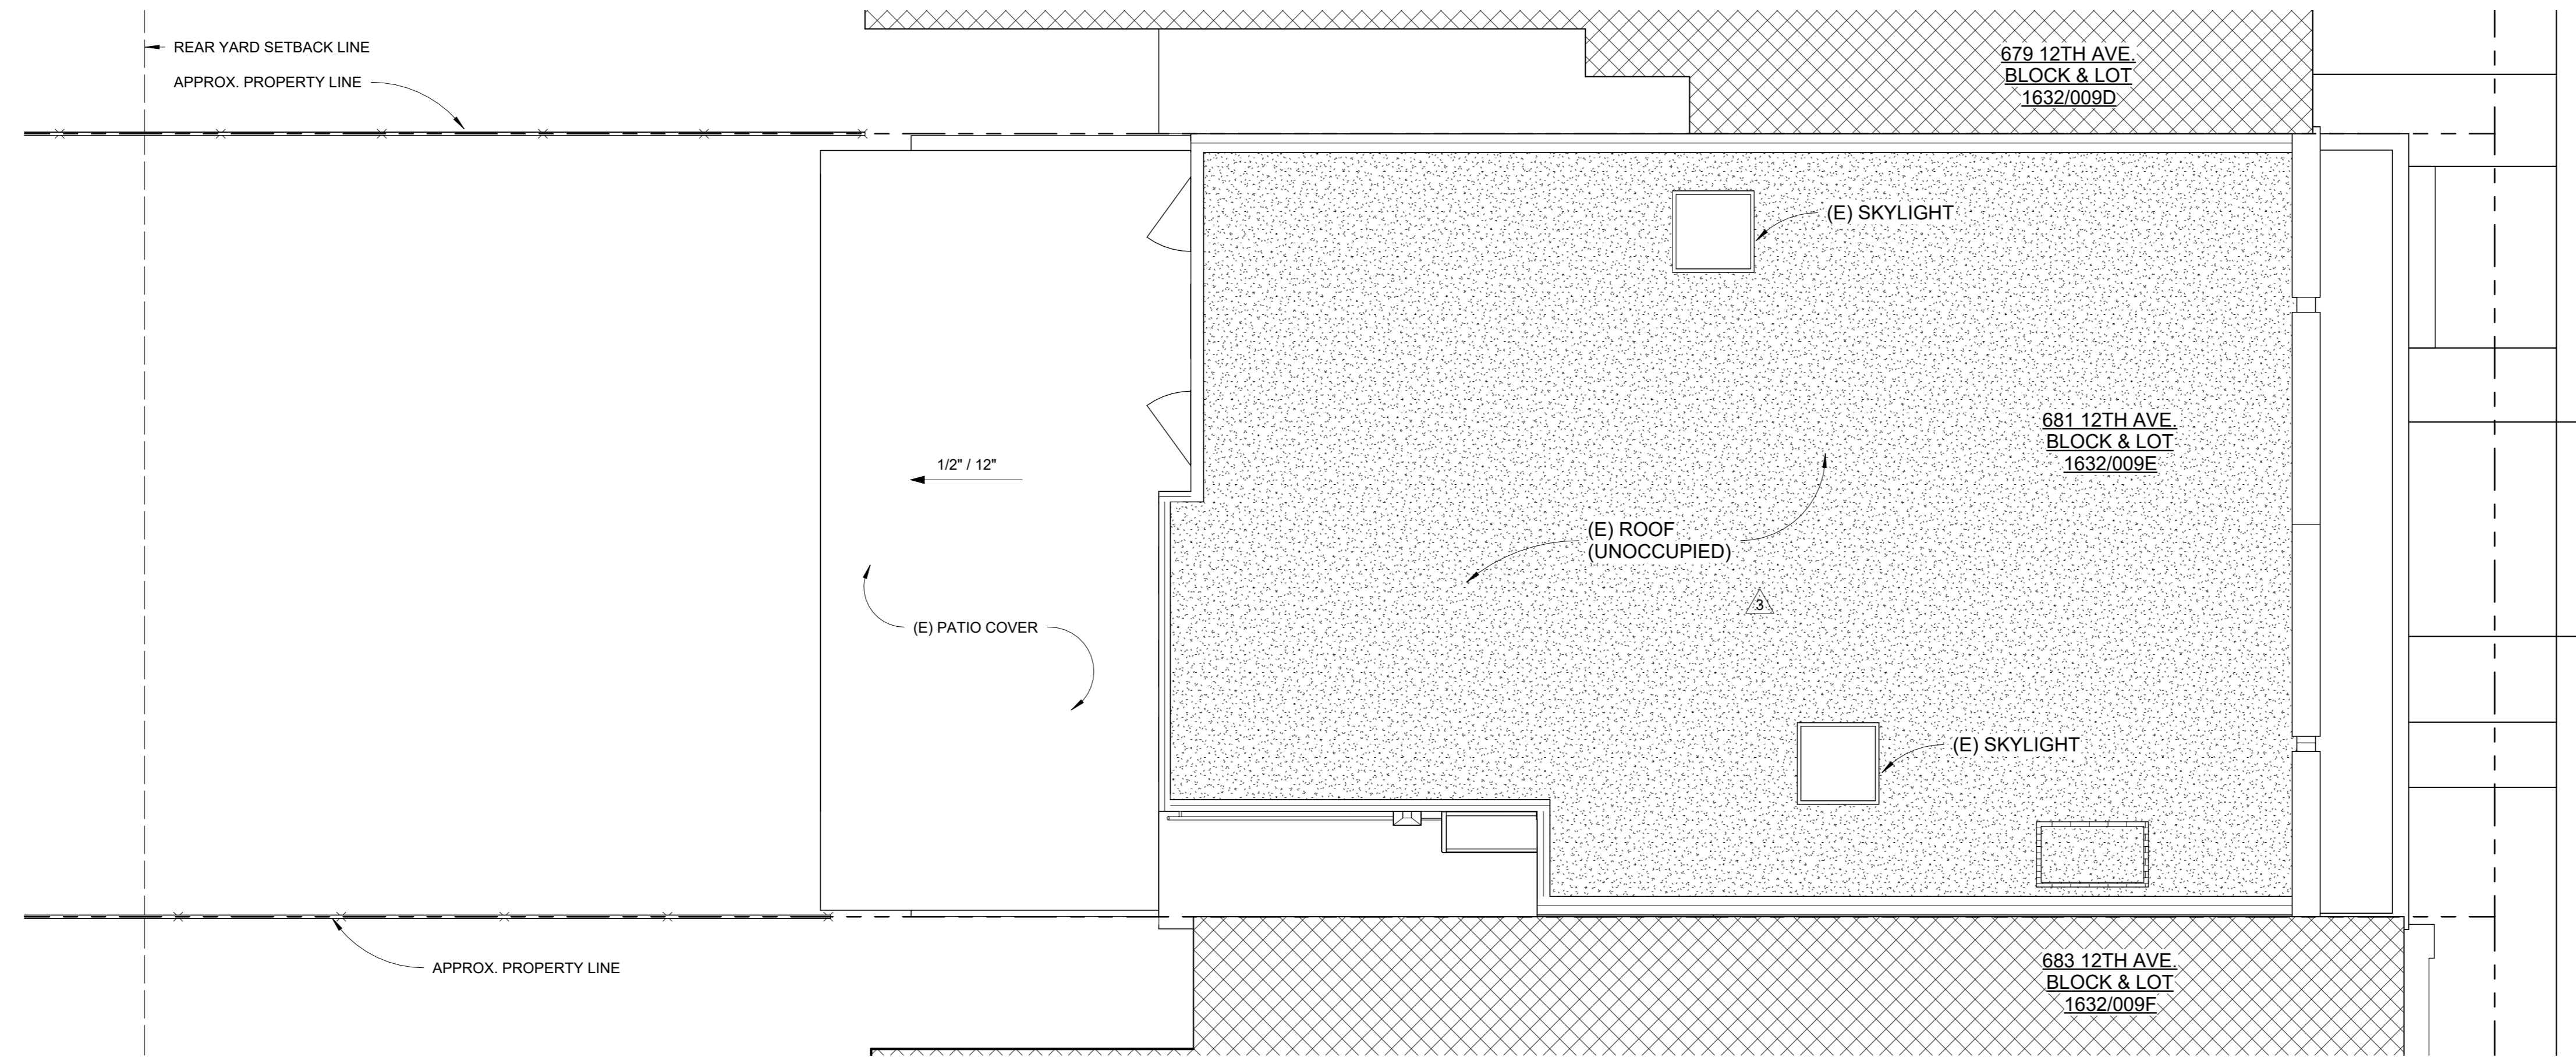 REAR YARD SETBACK LINE
APPROX. PROPERTY LINE
679 12TH AVE.
BLOCK & LOT
1632/009D
(E) SKYLIGHT
681 12TH AVE.
BLOCK & LOT
1632/009E
1/2" / 12"
(E) ROOF
(UNOCCUPIED)
3
(E) PATIO COVER
(E) SKYLIGHT
APPROX. PROPERTY LINE
683 12TH AVE.
BLOCK & LOT
1632/009F